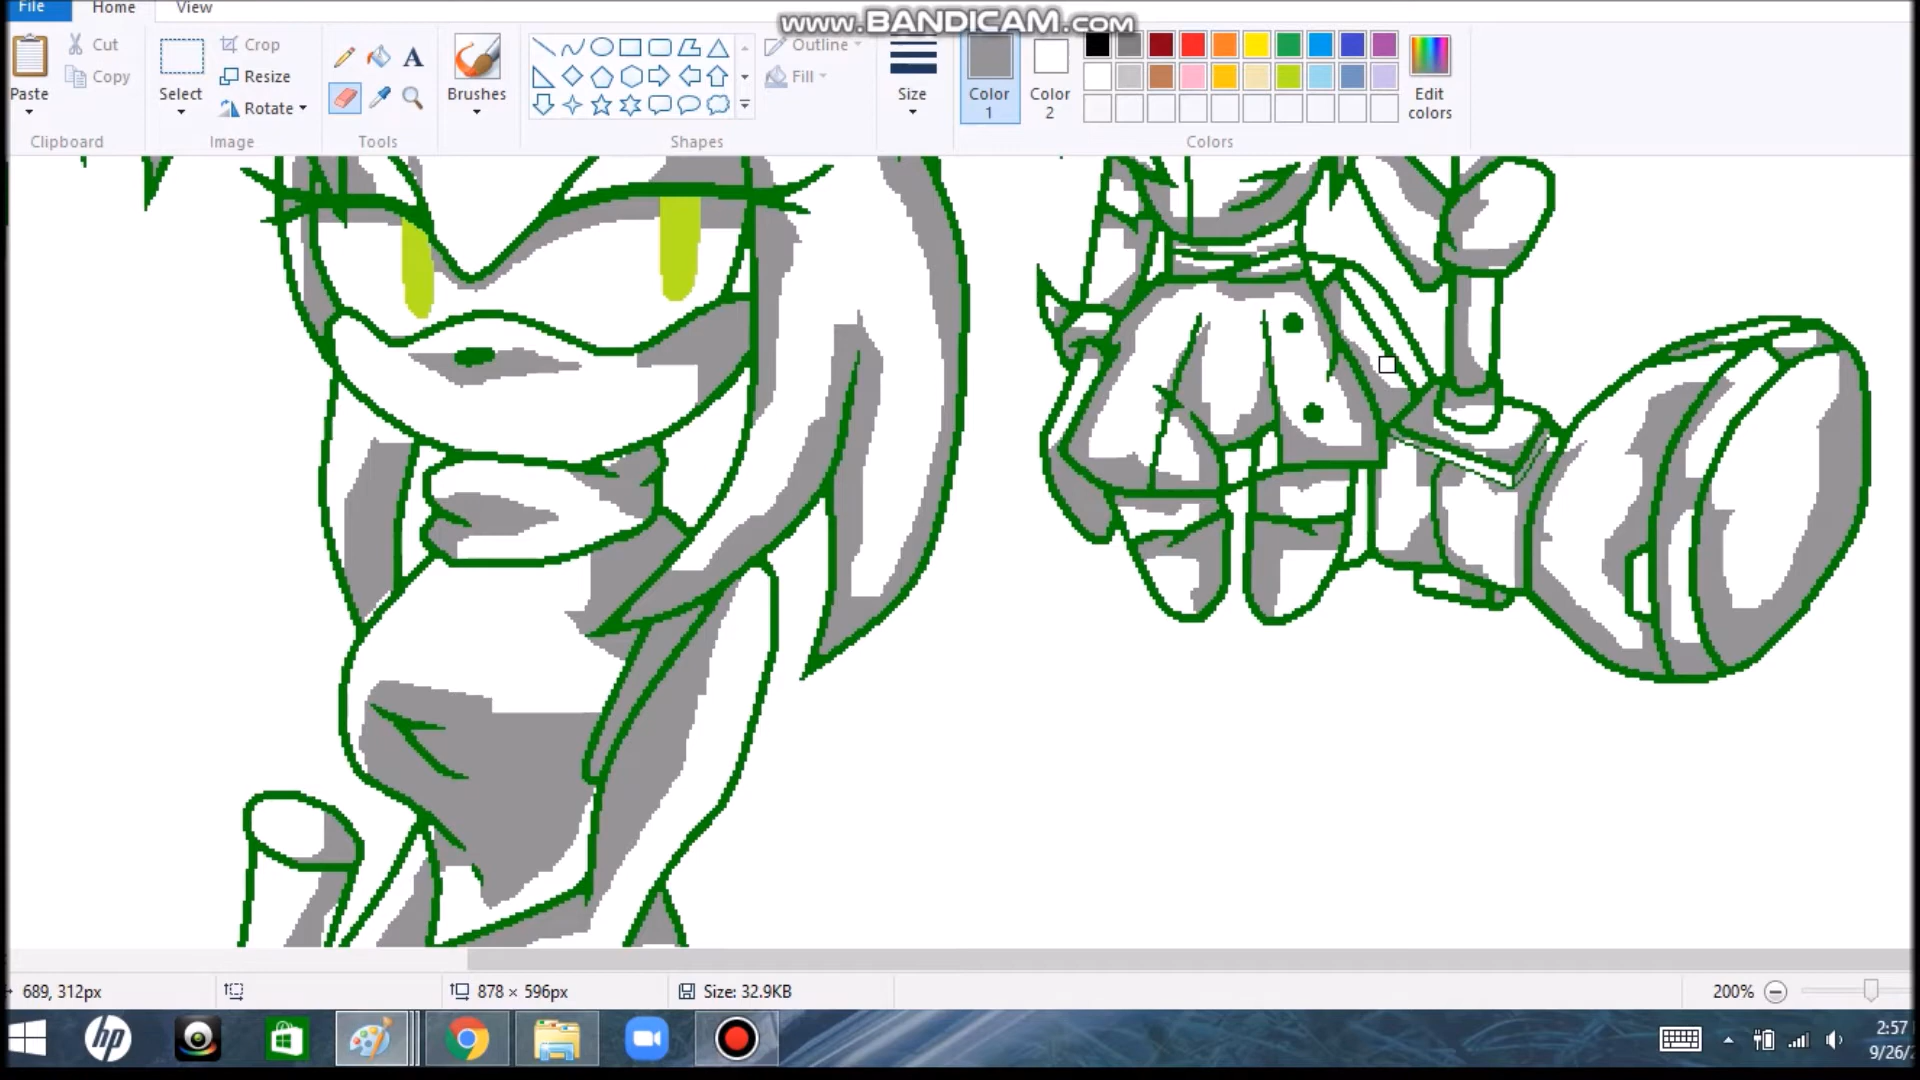 File Home View
www.BANDICAM.com
Cut
Copy
Paste
Clipboard
Crop
Resize
Rotate
Select
Image
A
Tools
Brushes
Outline
Fill
Shapes
Size
Color 1
Color 2
Edit colors
Colors
689, 312px
878 × 596px
Size: 32.9KB
200%
hp
2:57
9/26/2